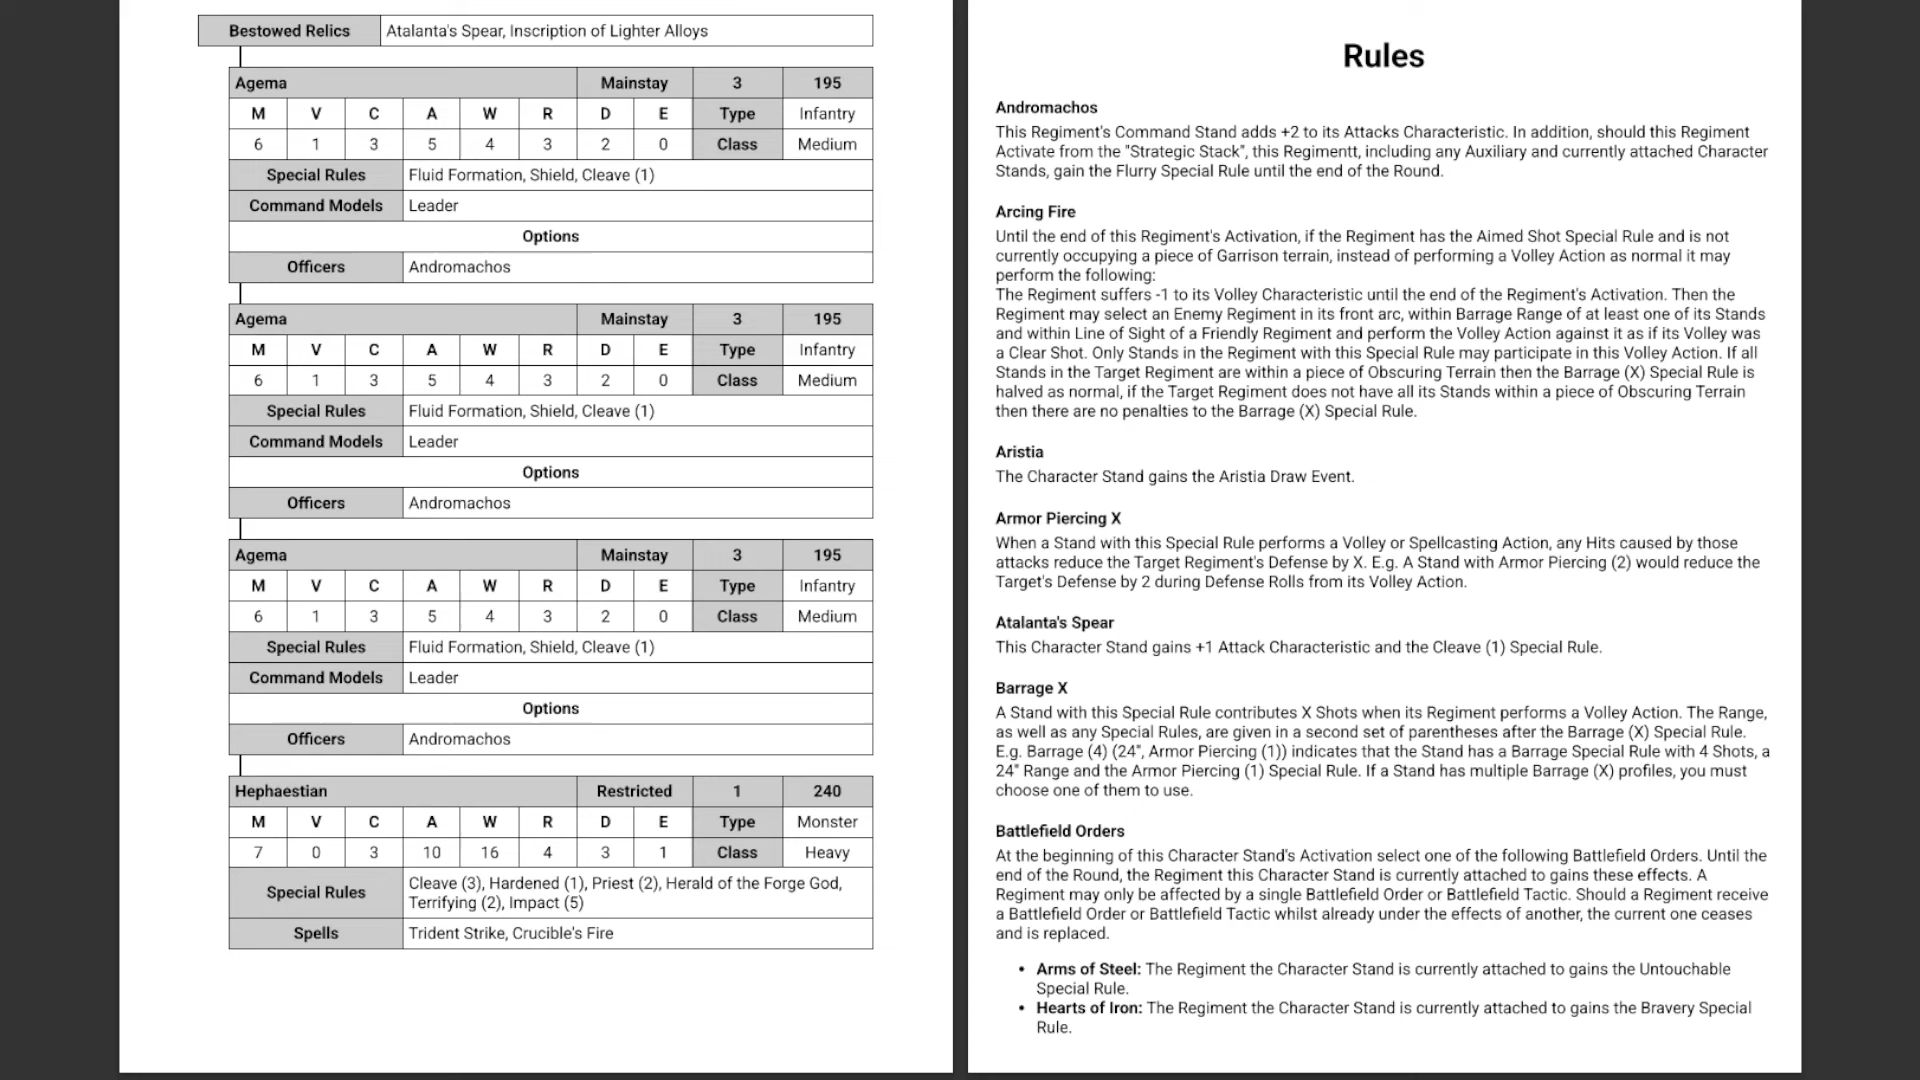 Bestowed Relics Atalanta's Spear, Inscription of Lighter Alloys
Agema Mainstay 3 195
M V C A W R D E Type Infantry
6 1 3 5 4 3 2 0 Class Medium
Special Rules Fluid Formation, Shield, Cleave (1)
Command Models Leader
Options
Officers Andromachos
Agema Mainstay 3 195
M V C A W R D E Type Infantry
6 1 3 5 4 3 2 0 Class Medium
Special Rules Fluid Formation, Shield, Cleave (1)
Command Models Leader
Options
Officers Andromachos
Agema Mainstay 3 195
M V C A W R D E Type Infantry
6 1 3 5 4 3 2 0 Class Medium
Special Rules Fluid Formation, Shield, Cleave (1)
Command Models Leader
Options
Officers Andromachos
Hephaestian Restricted 1 240
M V C A W R D E Type Monster
7 0 3 10 16 4 3 1 Class Heavy
Special Rules Cleave (3), Hardened (1), Priest (2), Herald of the Forge God,
Terrifying (2), Impact (5)
Spells Trident Strike, Crucible's Fire
Rules
Andromachos
This Regiment's Command Stand adds +2 to its Attacks Characteristic. In addition, should this Regiment
Activate from the "Strategic Stack", this Regimentt, including any Auxiliary and currently attached Character
Stands, gain the Flurry Special Rule until the end of the Round.
Arcing Fire
Until the end of this Regiment's Activation, if the Regiment has the Aimed Shot Special Rule and is not
currently occupying a piece of Garrison terrain, instead of performing a Volley Action as normal it may
perform the following:
The Regiment suffers -1 to its Volley Characteristic until the end of the Regiment's Activation. Then the
Regiment may select an Enemy Regiment in its front arc, within Barrage Range of at least one of its Stands
and within Line of Sight of a Friendly Regiment and perform the Volley Action against it as if its Volley was
a Clear Shot. Only Stands in the Regiment with this Special Rule may participate in this Volley Action. If all
Stands in the Target Regiment are within a piece of Obscuring Terrain then the Barrage (X) Special Rule is
halved as normal, if the Target Regiment does not have all its Stands within a piece of Obscuring Terrain
then there are no penalties to the Barrage (X) Special Rule.
Aristia
The Character Stand gains the Aristia Draw Event.
Armor Piercing X
When a Stand with this Special Rule performs a Volley or Spellcasting Action, any Hits caused by those
attacks reduce the Target Regiment's Defense by X. E.g. A Stand with Armor Piercing (2) would reduce the
Target's Defense by 2 during Defense Rolls from its Volley Action.
Atalanta's Spear
This Character Stand gains +1 Attack Characteristic and the Cleave (1) Special Rule.
Barrage X
A Stand with this Special Rule contributes X Shots when its Regiment performs a Volley Action. The Range,
as well as any Special Rules, are given in a second set of parentheses after the Barrage (X) Special Rule.
E.g. Barrage (4) (24", Armor Piercing (1)) indicates that the Stand has a Barrage Special Rule with 4 Shots, a
24" Range and the Armor Piercing (1) Special Rule. If a Stand has multiple Barrage (X) profiles, you must
choose one of them to use.
Battlefield Orders
At the beginning of this Character Stand's Activation select one of the following Battlefield Orders. Until the
end of the Round, the Regiment this Character Stand is currently attached to gains these effects. A
Regiment may only be affected by a single Battlefield Order or Battlefield Tactic. Should a Regiment receive
a Battlefield Order or Battlefield Tactic whilst already under the effects of another, the current one ceases
and is replaced.
• Arms of Steel: The Regiment the Character Stand is currently attached to gains the Untouchable
Special Rule.
• Hearts of Iron: The Regiment the Character Stand is currently attached to gains the Bravery Special
Rule.